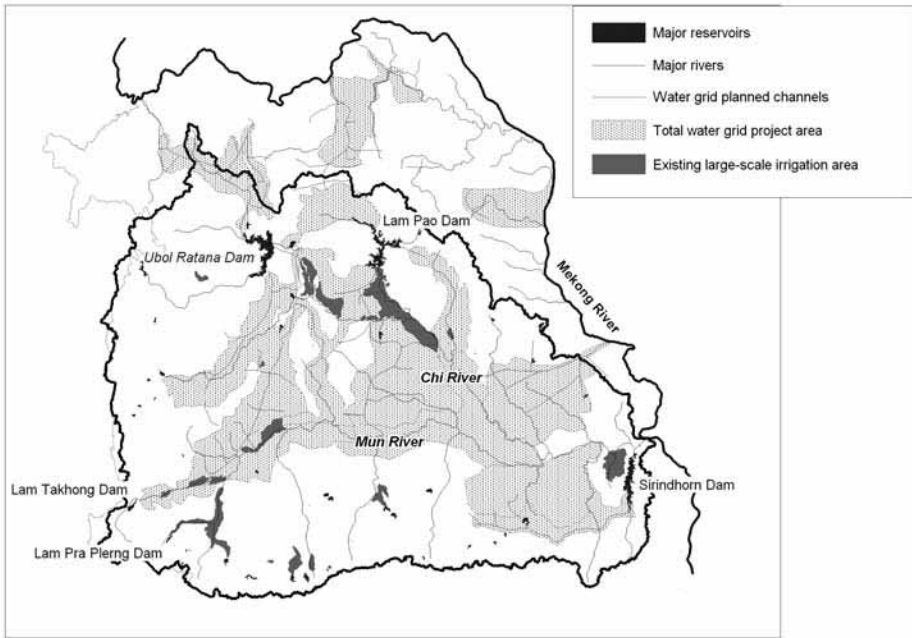 Major reservoirs
Major rivers
Water grid planned channels
Total water grid project area
Existing large-scale irrigation area
Lam Pao Dam
Ubol Ratana Dam
Mekong River
Chi River
Mun River
Lam Takhong Dam
Sirindhorn Dam
Lam Pra Plerng Dam